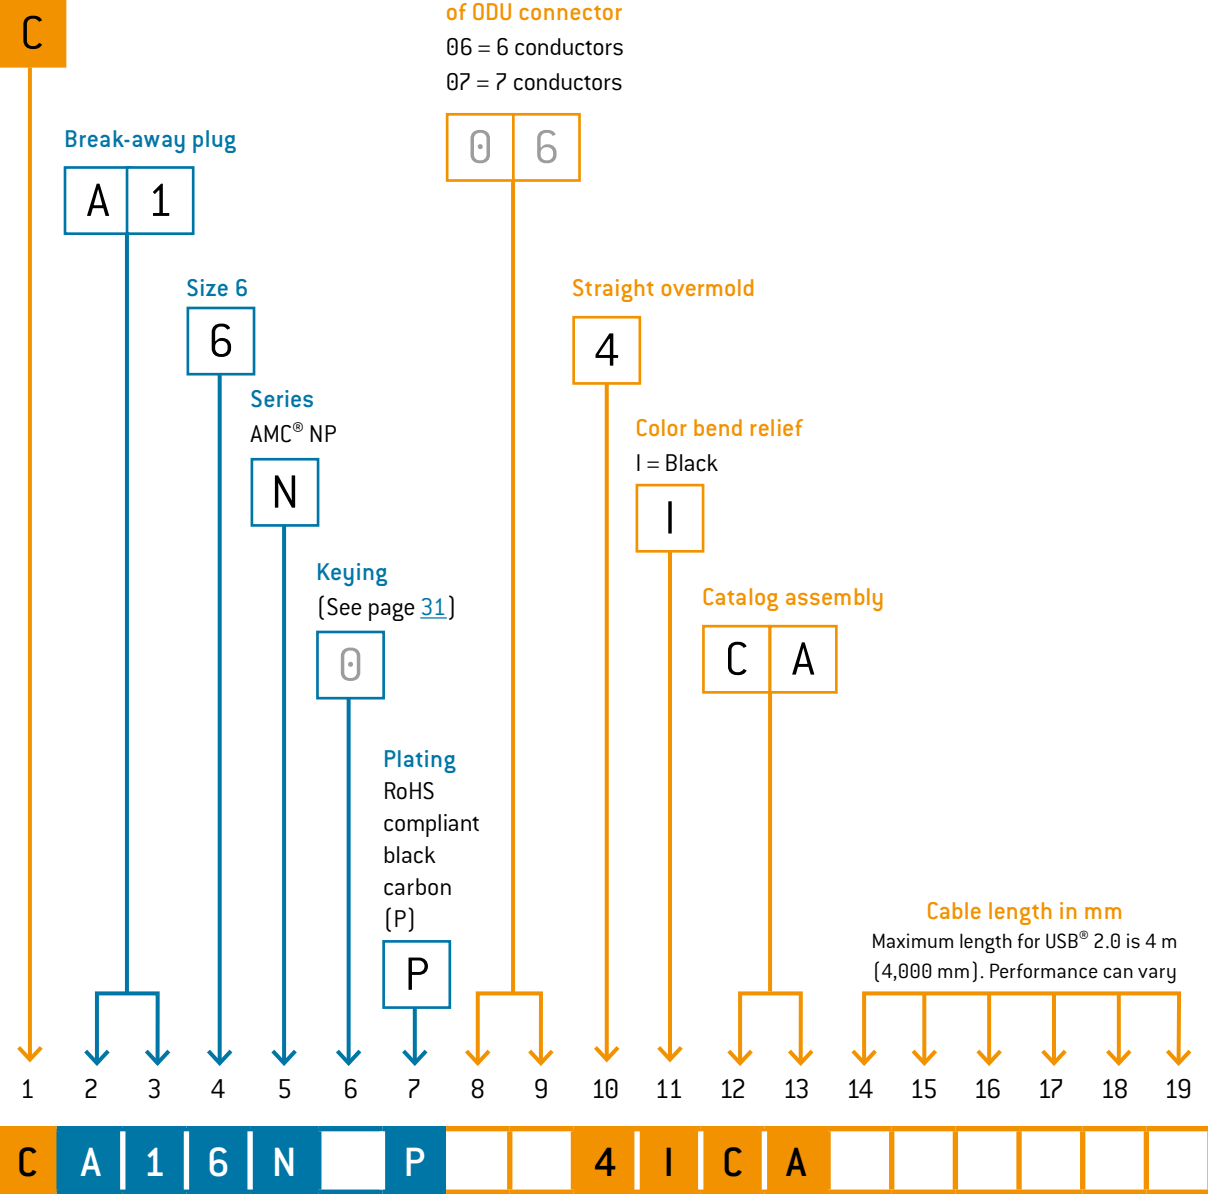 C
of ODU connector
06 = 6 conductors
07 = 7 conductors
0 6
Break-away plug
A 1
Size 6
6
Straight overmold
4
Series
AMC® NP
N
Color bend relief
I = Black
I
Keying
(See page 31)
0
Catalog assembly
C A
Plating
RoHS
compliant
black
carbon
(P)
P
Cable length in mm
Maximum length for USB® 2.0 is 4 m
(4,000 mm). Performance can vary
1 2 3 4 5 6 7 8 9 10 11 12 13 14 15 16 17 18 19
C A 1 6 N P 4 I C A